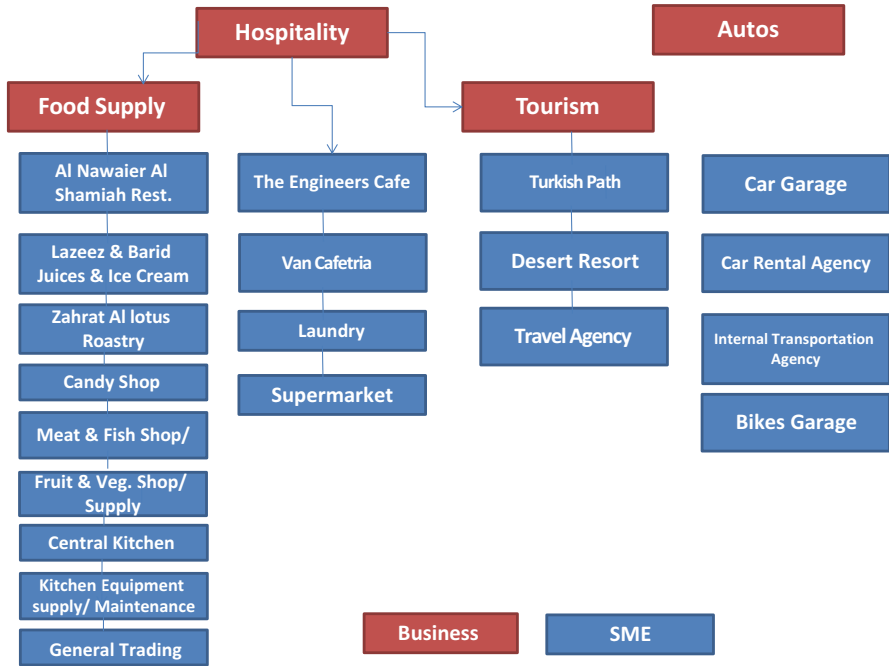 Hospitality
Autos
Food Supply
Tourism
Al Nawaier Al
Shamiah Rest.
Lazeez & Barid
Juices & Ice Cream
Zahrat Al lotus
Roastry
Candy Shop
Meat & Fish Shop/
Fruit & Veg. Shop/
Supply
Central Kitchen
Kitchen Equipment
supply/ Maintenance
General Trading
The Engineers Cafe
Van Cafetria
Laundry
Supermarket
Turkish Path
Desert Resort
Travel Agency
Car Garage
Car Rental Agency
Internal Transportation
Agency
Bikes Garage
Business
SME